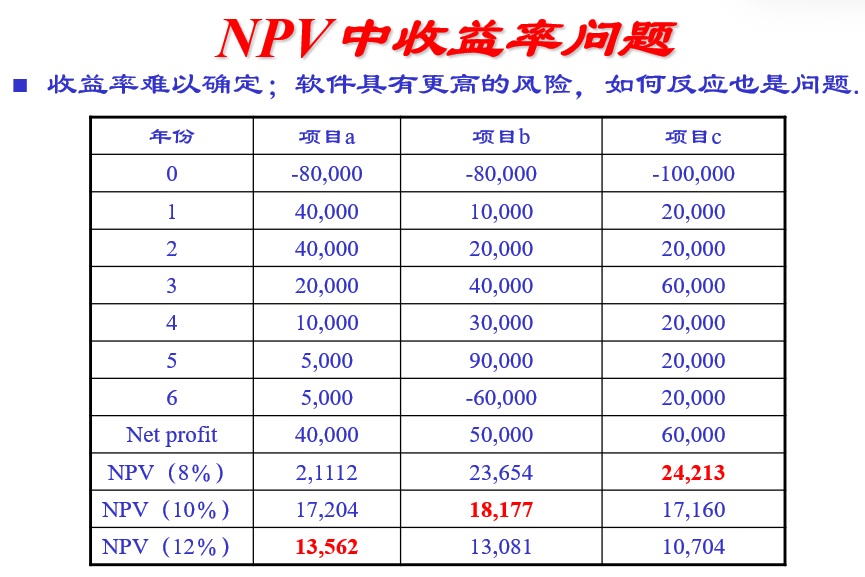 NPV中收益率问题
■ 收益率难以确定；软件具有更高的风险，如何反应也是问题.
年份 项目a 项目b 项目c
0 -80,000 -80,000 -100,000
1 40,000 10,000 20,000
2 40,000 20,000 20,000
3 20,000 40,000 60,000
4 10,000 30,000 20,000
5 5,000 90,000 20,000
6 5,000 -60,000 20,000
Net profit 40,000 50,000 60,000
NPV（8%） 2,1112 23,654 24,213
NPV（10%） 17,204 18,177 17,160
NPV（12%） 13,562 13,081 10,704